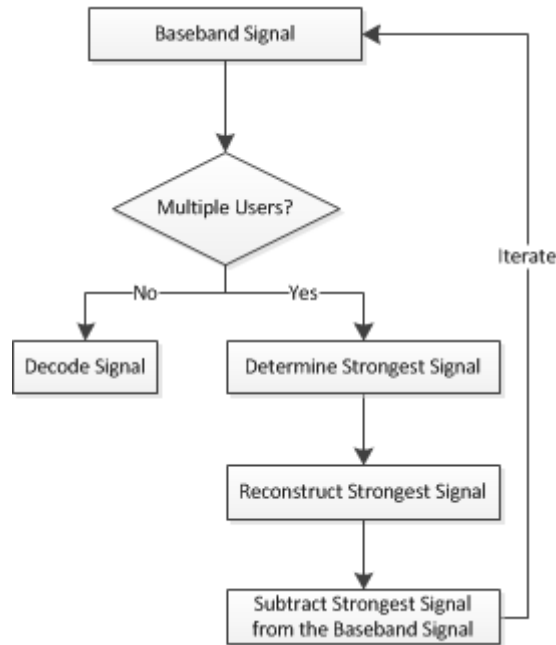 Baseband Signal
Multiple Users?
Iterate
No
Yes
Decode Signal
Determine Strongest Signal
Reconstruct Strongest Signal
Subtract Strongest Signal
from the Baseband Signal